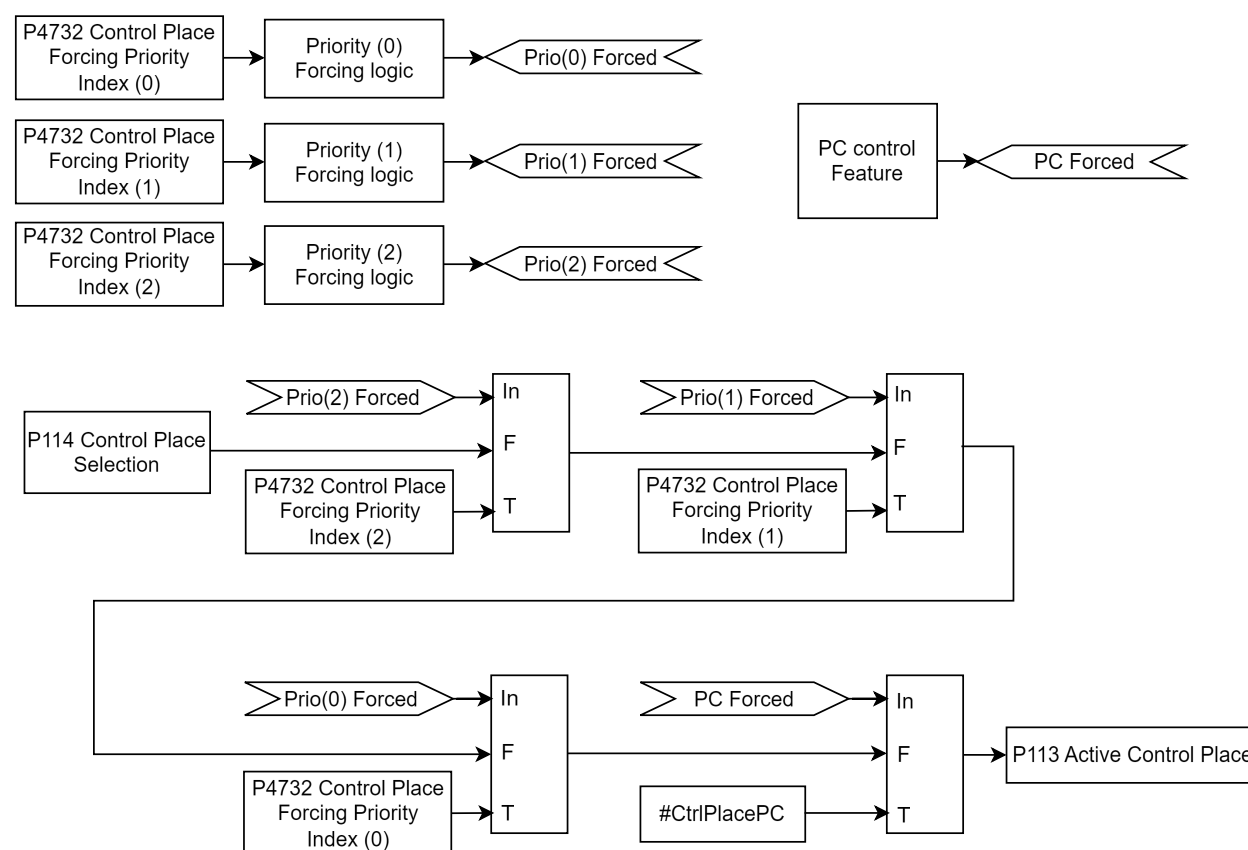 P4732 Control Place
Forcing Priority
Index (0)
Priority (0)
Forcing logic
Prio(0) Forced
P4732 Control Place
Forcing Priority
Index (1)
Priority (1)
Forcing logic
Prio(1) Forced
PC control
Feature
PC Forced
P4732 Control Place
Forcing Priority
Index (2)
Priority (2)
Forcing logic
Prio(2) Forced
Prio(2) Forced
In
F
T
P114 Control Place
Selection
P4732 Control Place
Forcing Priority
Index (2)
Prio(1) Forced
In
F
T
P4732 Control Place
Forcing Priority
Index (1)
Prio(0) Forced
In
F
T
P4732 Control Place
Forcing Priority
Index (0)
PC Forced
In
F
T
#CtrlPlacePC
P113 Active Control Place